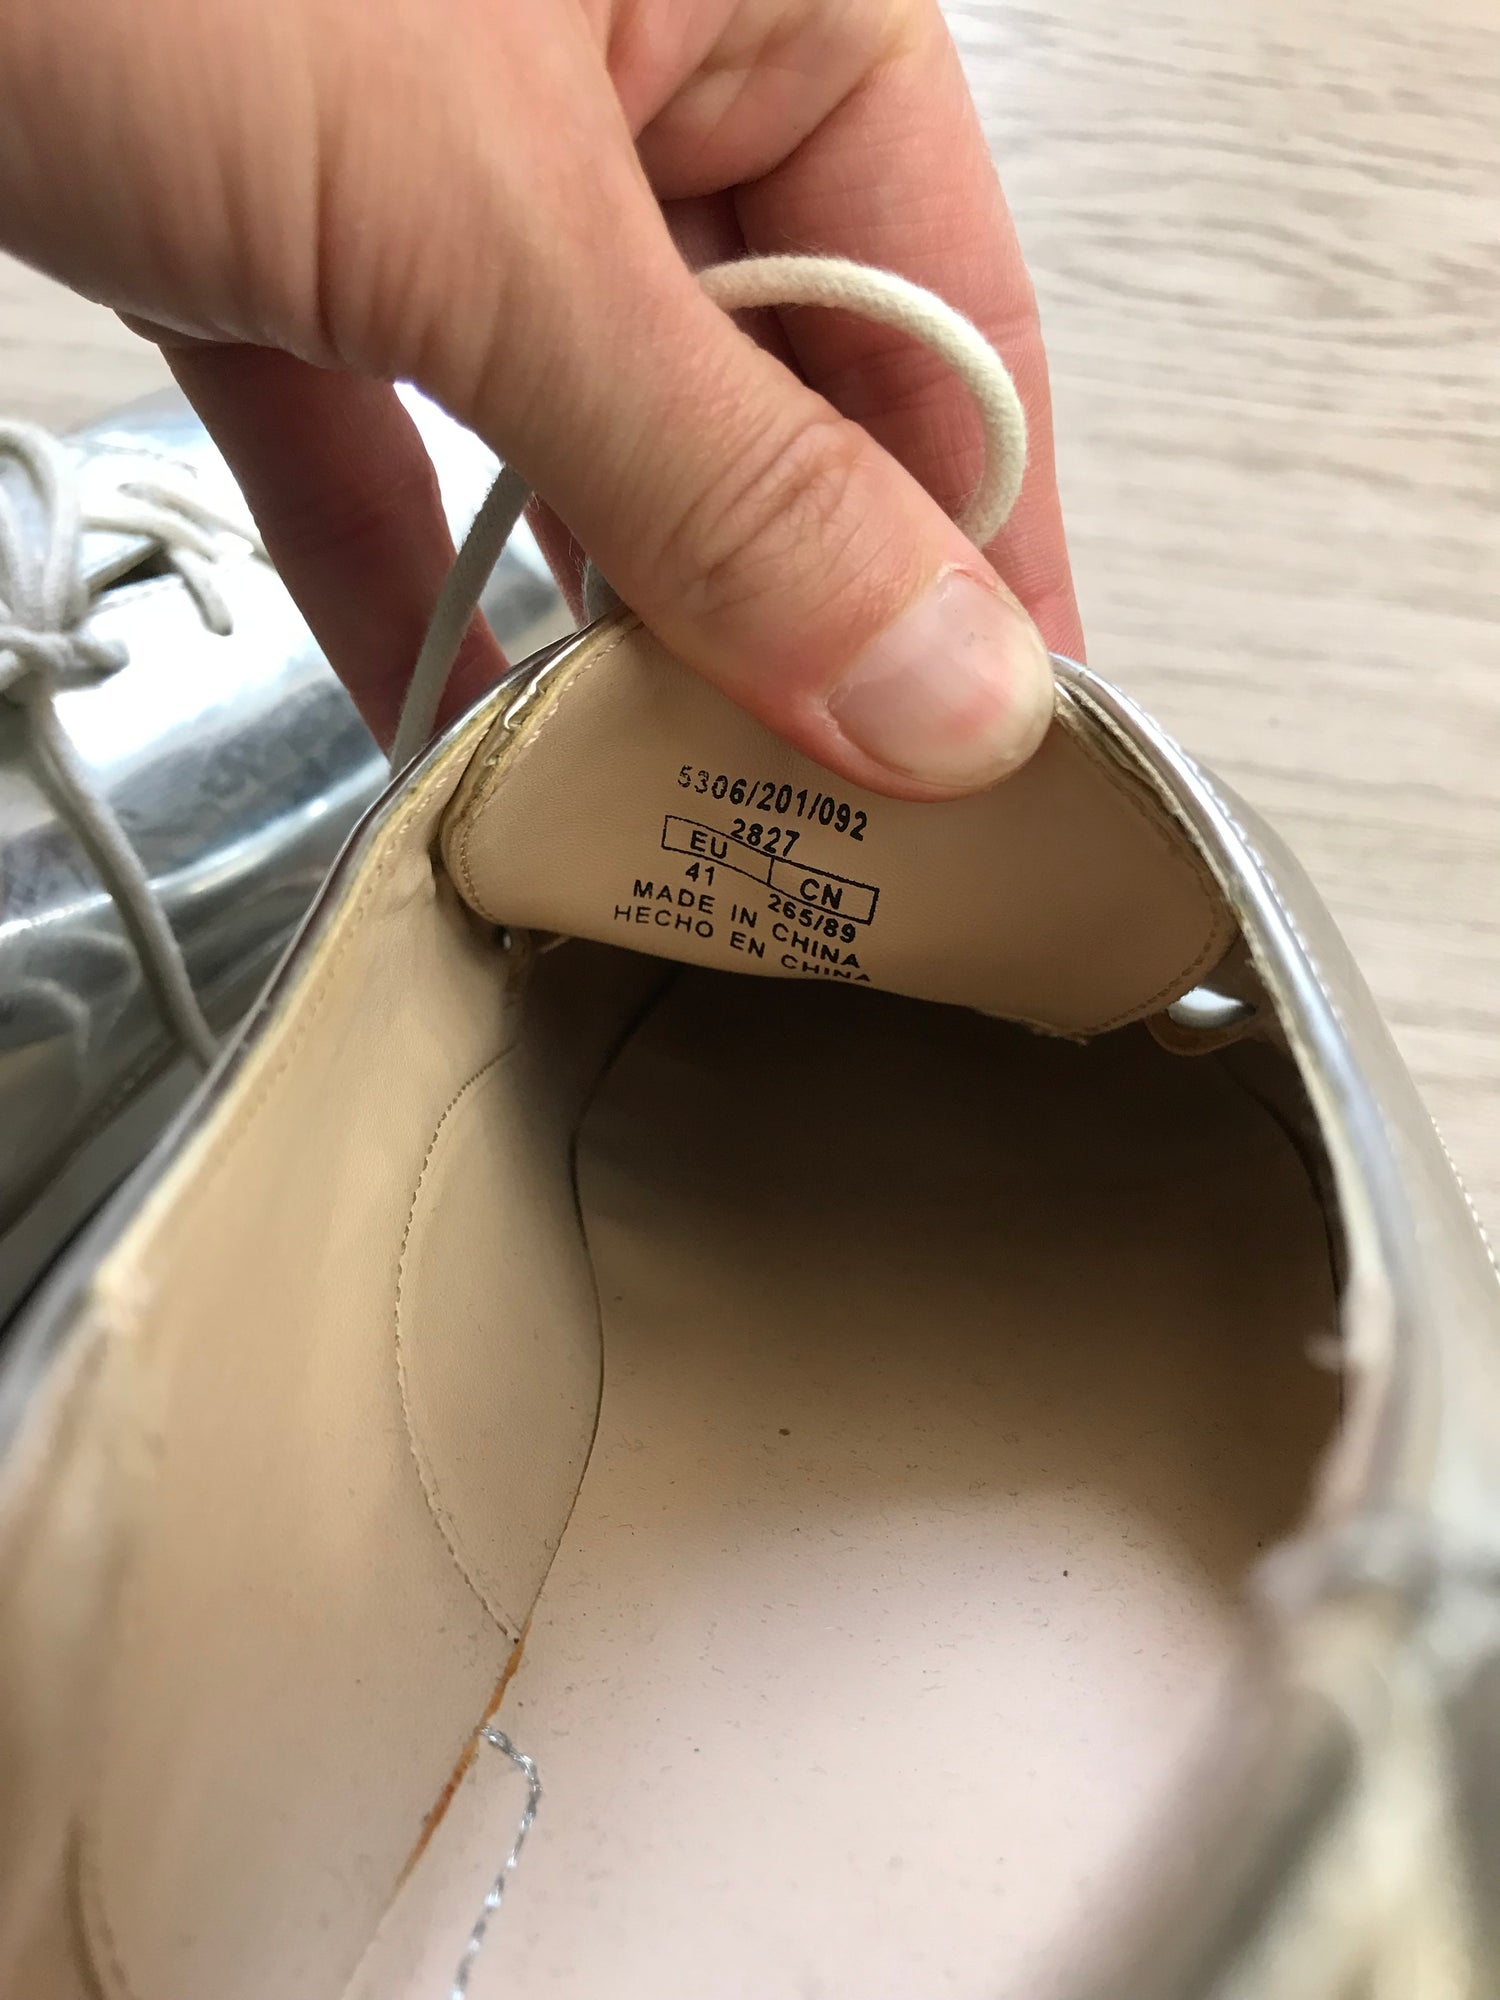 5306/201/092
2827
EU CN
41 265/89
MADE IN CHINA
HECHO EN CHINA